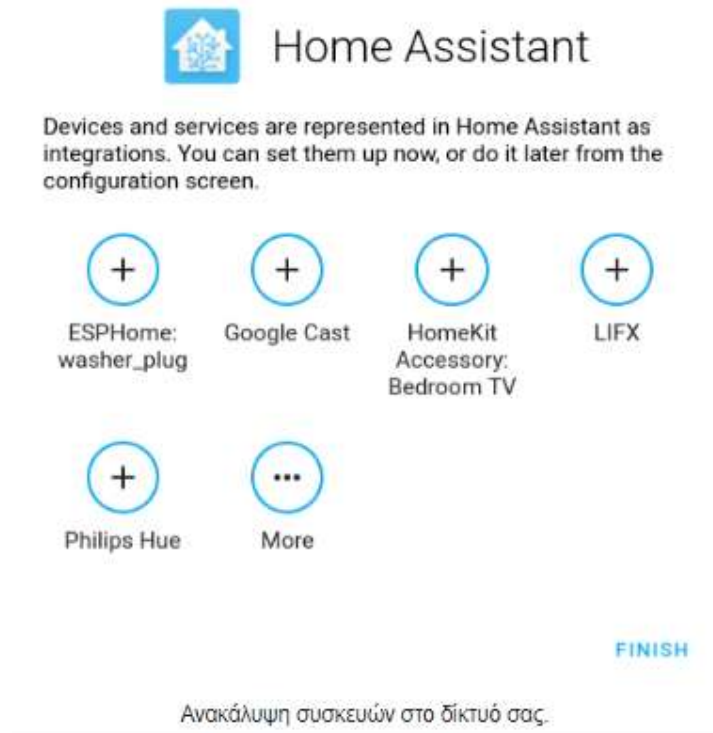 Home Assistant
Devices and services are represented in Home Assistant as
integrations. You can set them up now, or do it later from the
configuration screen.
ESPHome:
washer_plug
Google Cast
HomeKit
Accessory:
Bedroom TV
LIFX
Philips Hue
More
FINISH
Ανακάλυψη συσκευών στο δίκτυό σας.